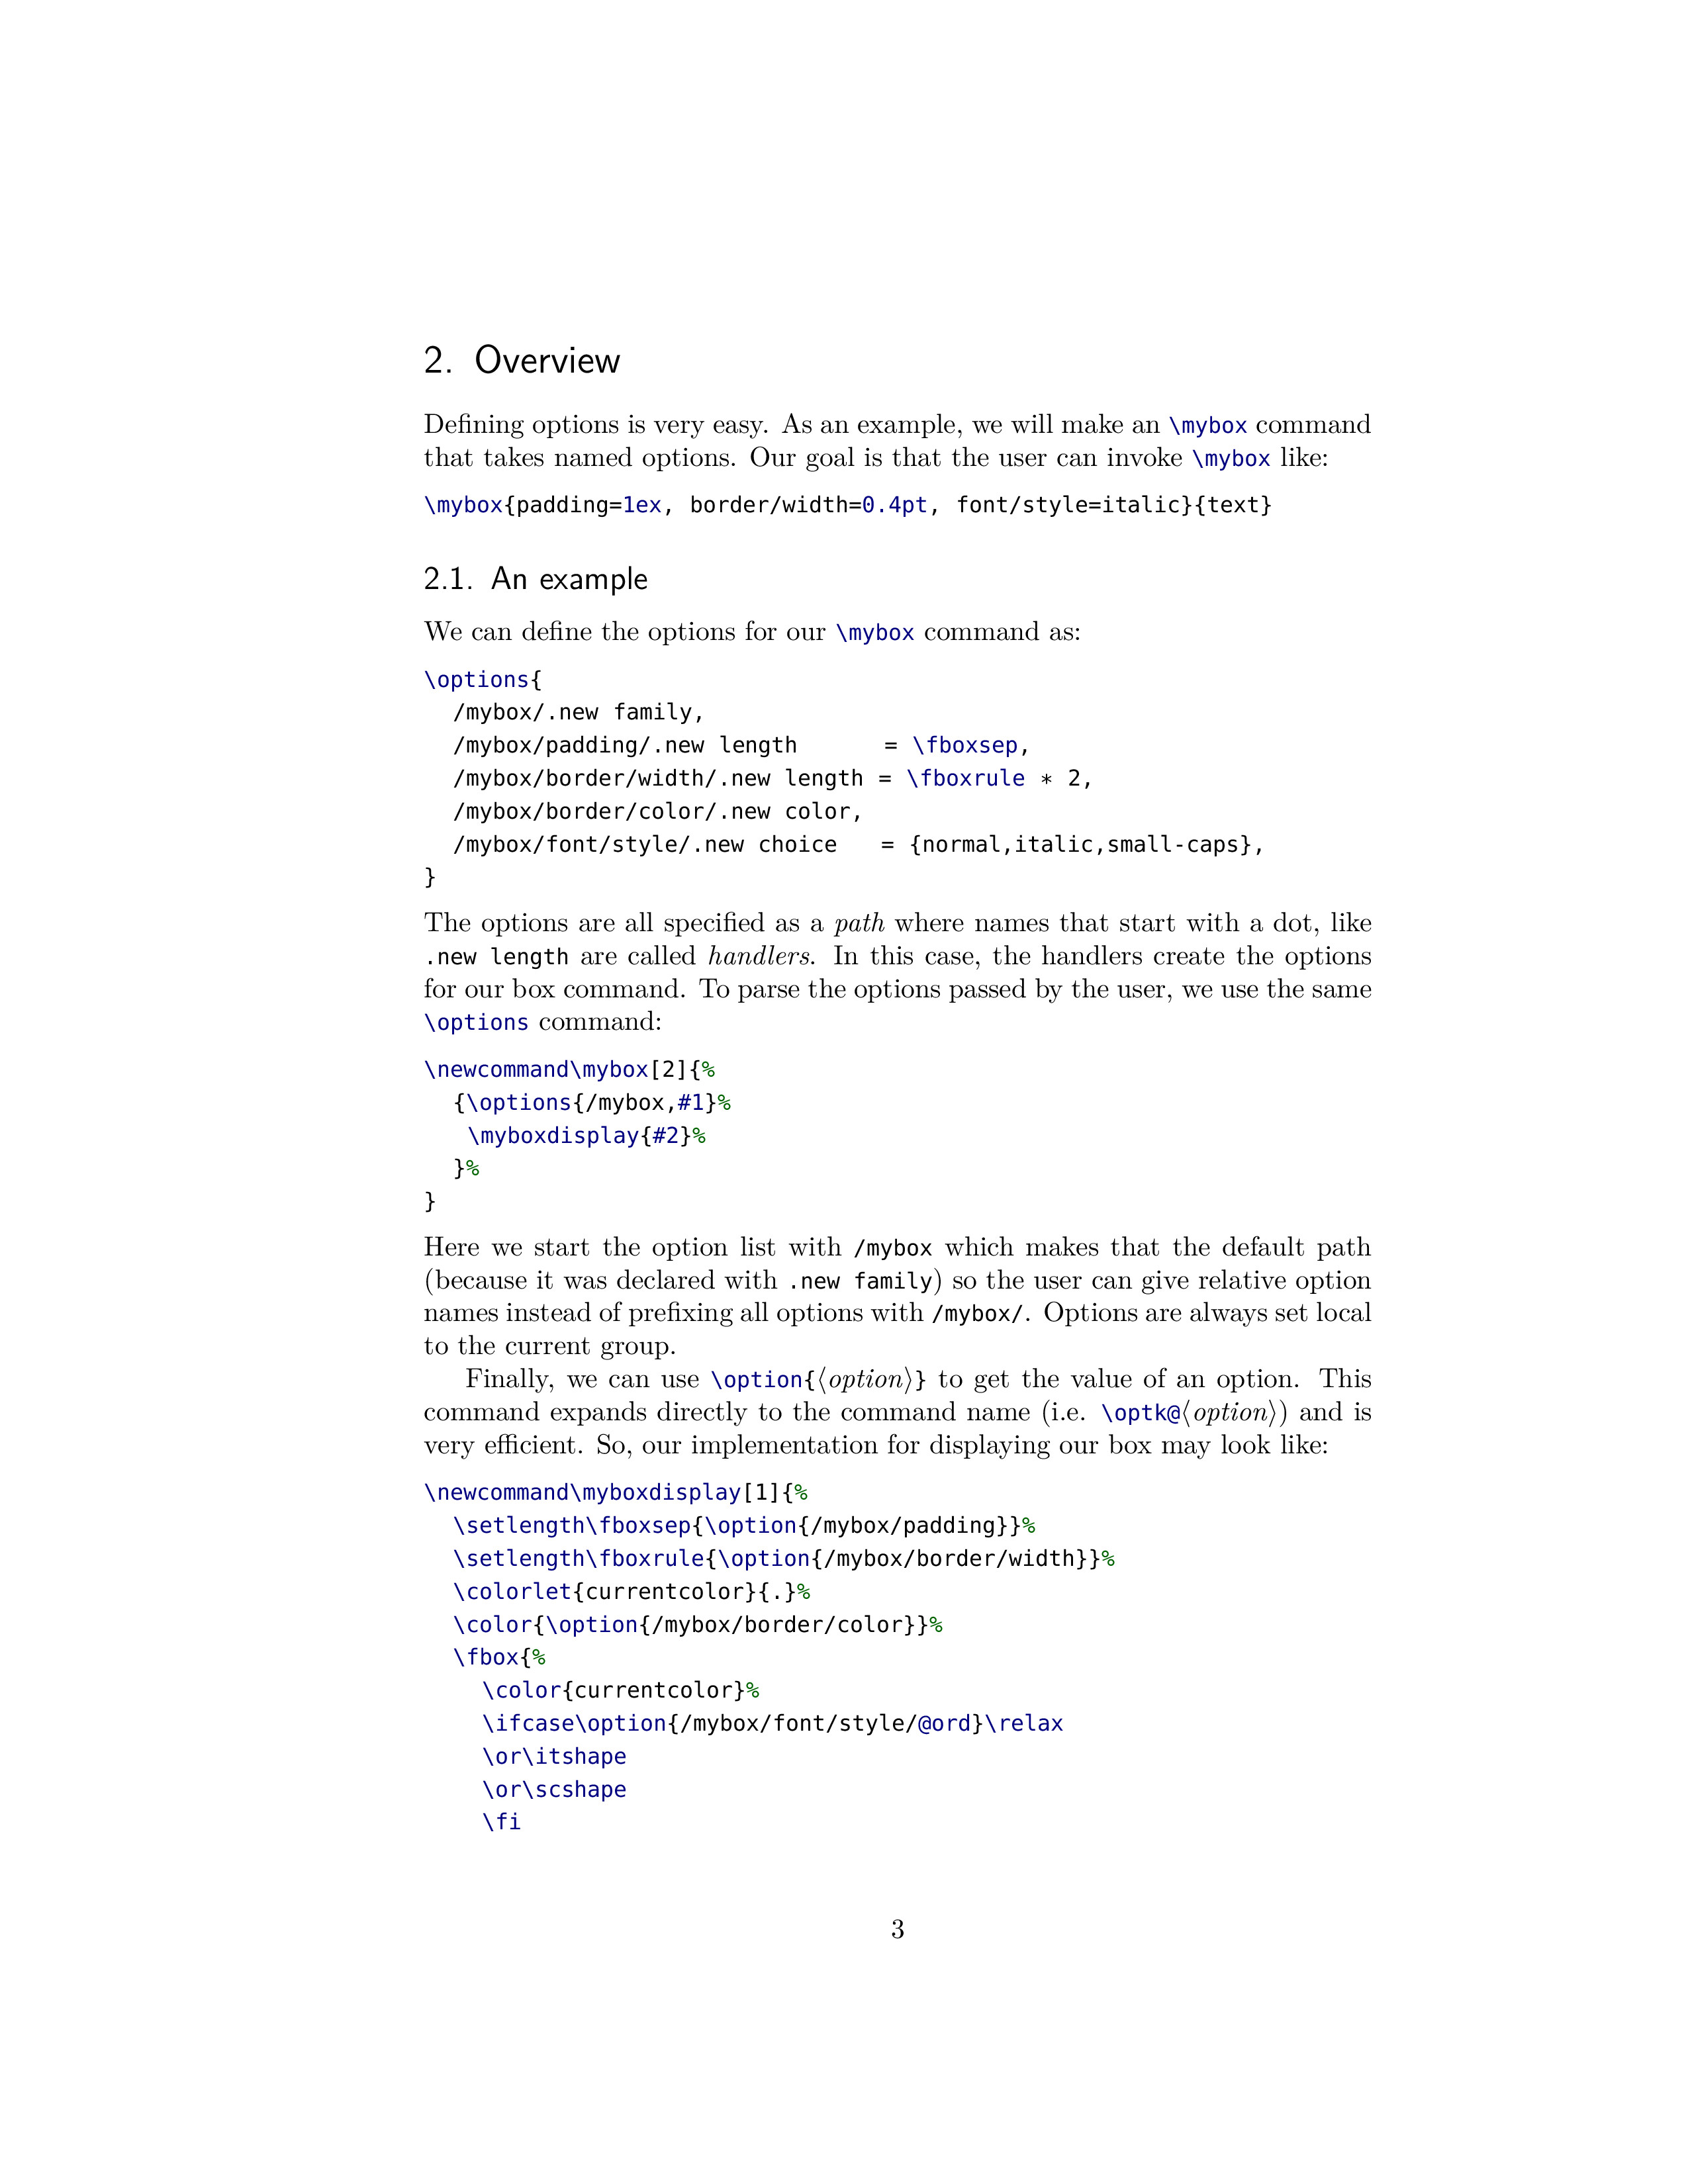 2. Overview
Defining options is very easy. As an example, we will make an \mybox command
that takes named options. Our goal is that the user can invoke \mybox like:
\mybox{padding=1ex, border/width=0.4pt, font/style=italic}{text}
2.1. An example
We can define the options for our \mybox command as:
\options{
  /mybox/.new family,
  /mybox/padding/.new length      = \fboxsep,
  /mybox/border/width/.new length = \fboxrule * 2,
  /mybox/border/color/.new color,
  /mybox/font/style/.new choice   = {normal,italic,small-caps},
}
The options are all specified as a path where names that start with a dot, like
.new length are called handlers. In this case, the handlers create the options
for our box command. To parse the options passed by the user, we use the same
\options command:
\newcommand\mybox[2]{%
  {\options{/mybox,#1}%
   \myboxdisplay{#2}%
  }%
}
Here we start the option list with /mybox which makes that the default path
(because it was declared with .new family) so the user can give relative option
names instead of prefixing all options with /mybox/. Options are always set local
to the current group.
Finally, we can use \option{⟨option⟩} to get the value of an option. This
command expands directly to the command name (i.e. \optk@⟨option⟩) and is
very efficient. So, our implementation for displaying our box may look like:
\newcommand\myboxdisplay[1]{%
  \setlength\fboxsep{\option{/mybox/padding}}%
  \setlength\fboxrule{\option{/mybox/border/width}}%
  \colorlet{currentcolor}{.}%
  \color{\option{/mybox/border/color}}%
  \fbox{%
    \color{currentcolor}%
    \ifcase\option{/mybox/font/style/@ord}\relax
    \or\itshape
    \or\scshape
    \fi
3